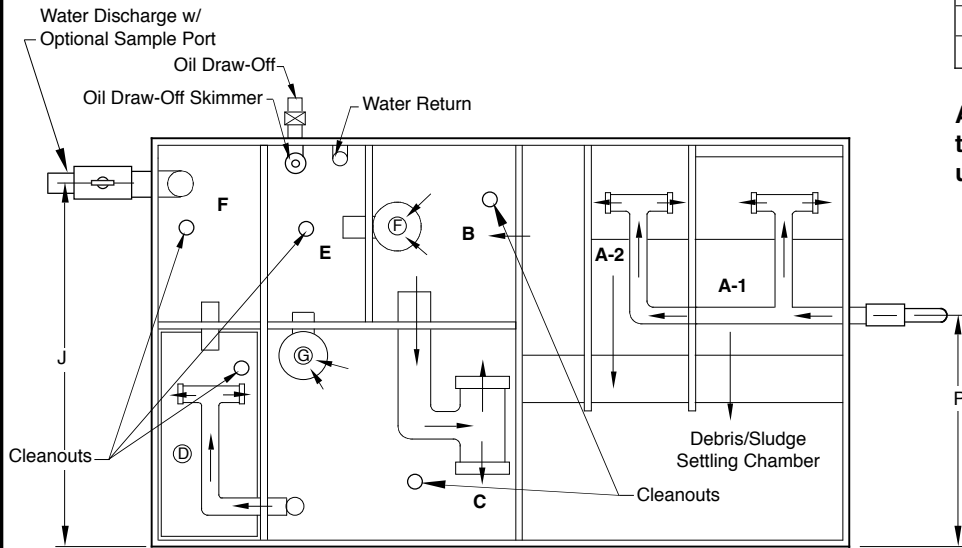 Water Discharge w/
Optional Sample Port
Oil Draw-Off
Oil Draw-Off Skimmer
Water Return
A
t
u
F
E
F
B
A-2
A-1
G
J
P
D
C
Cleanouts
Debris/Sludge
Settling Chamber
Cleanouts